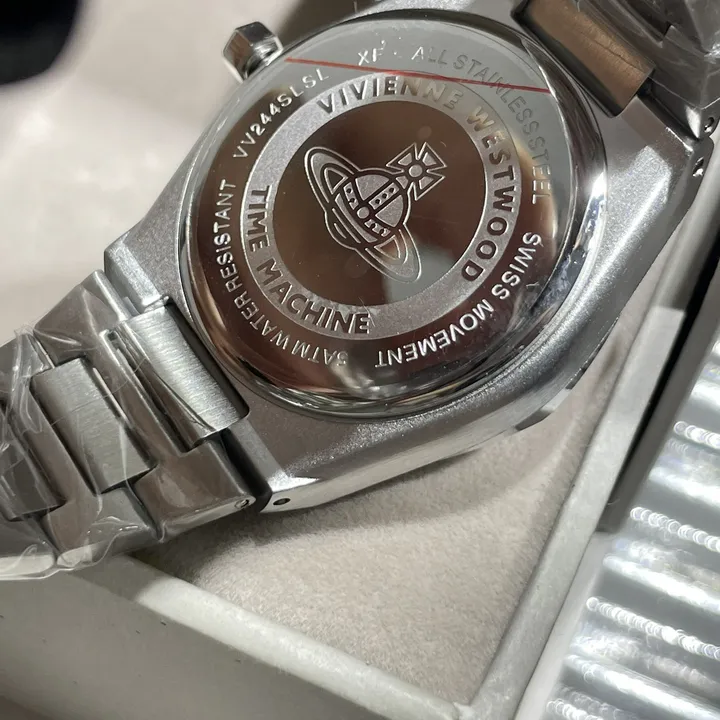 VIVIENNE WESTWOOD
TIME MACHINE
VV244SLSL XF · ALL STAINLESS STEEL
SWISS MOVEMENT
5ATM WATER RESISTANT